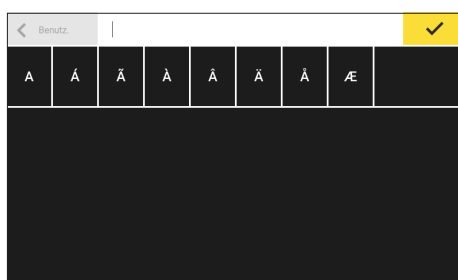 Benutz.
A Á Ã À Â Ä Å Æ